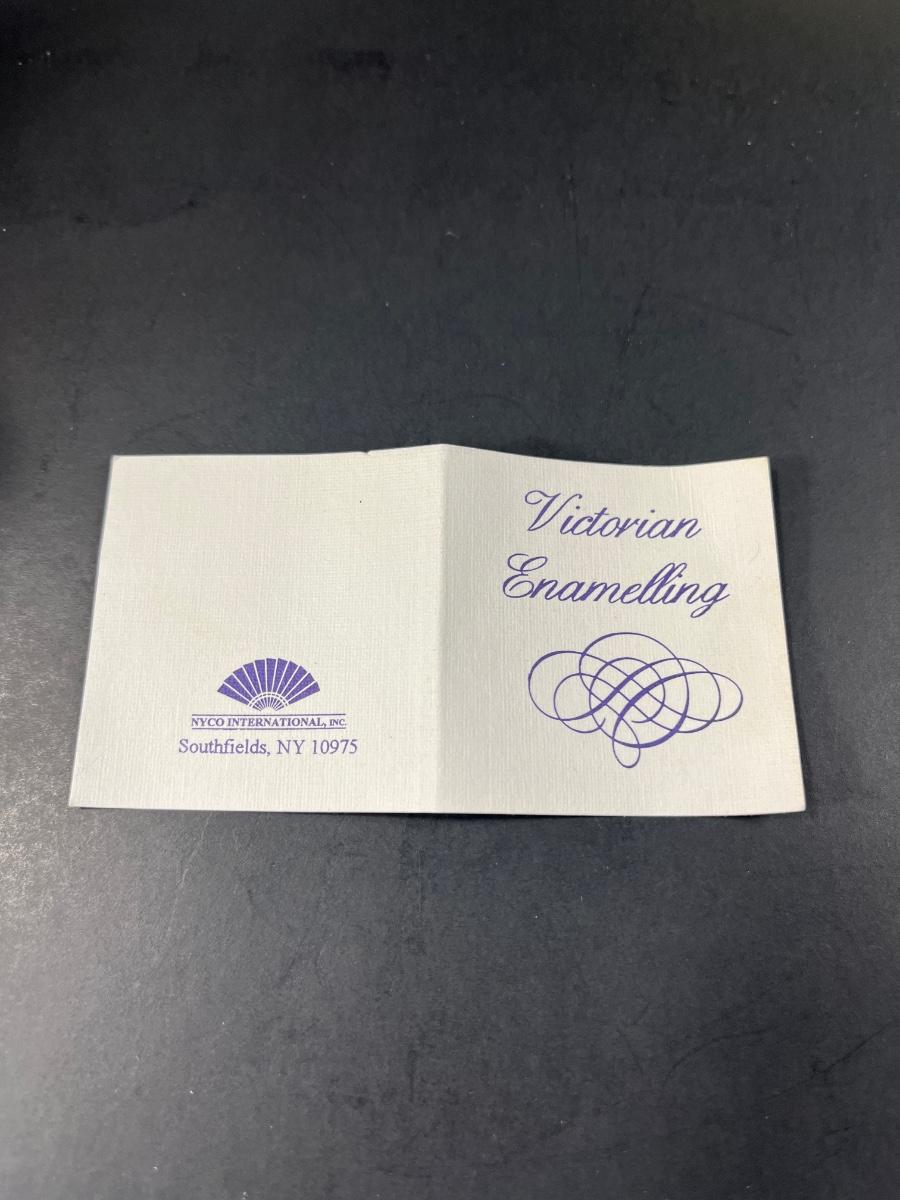 Victorian
Enamelling
NYCO INTERNATIONAL, INC.
Southfields, NY 10975